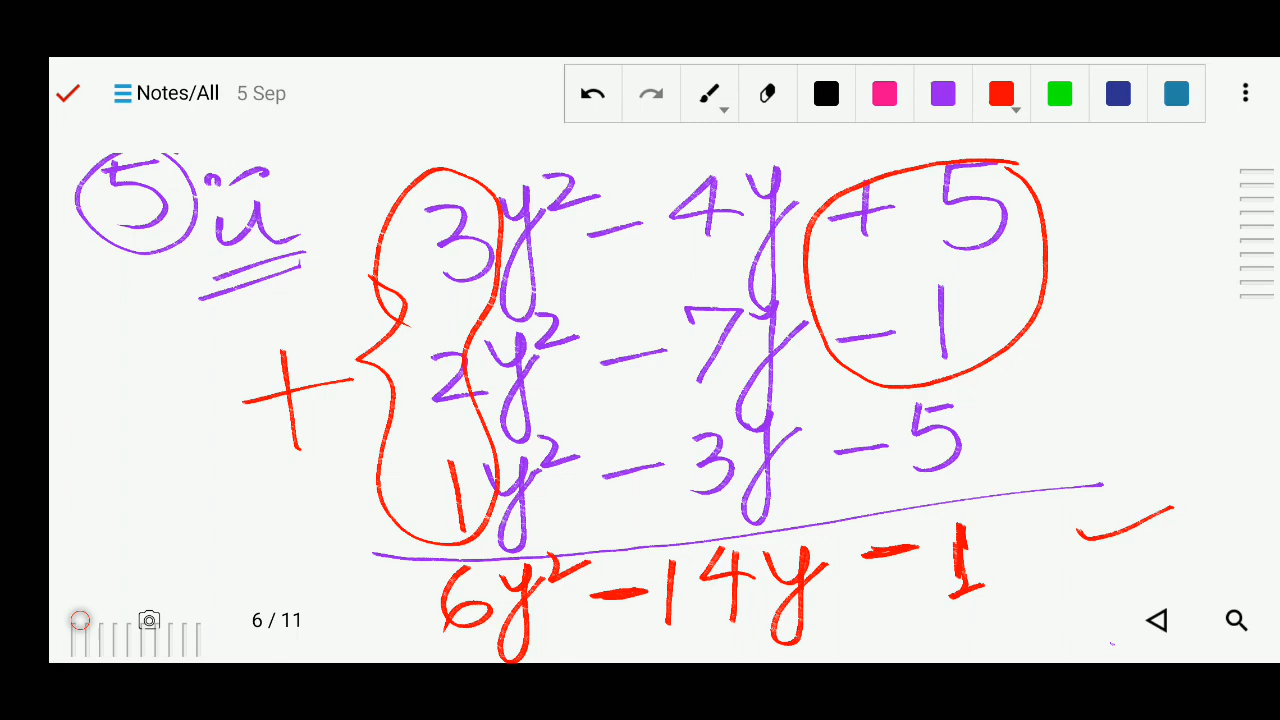 Notes/All 5 Sep
5 ii 3y² - 4y + 5
2y² - 7y - 1
+ 1y² - 3y - 5
6y² - 14y - 1
6 / 11